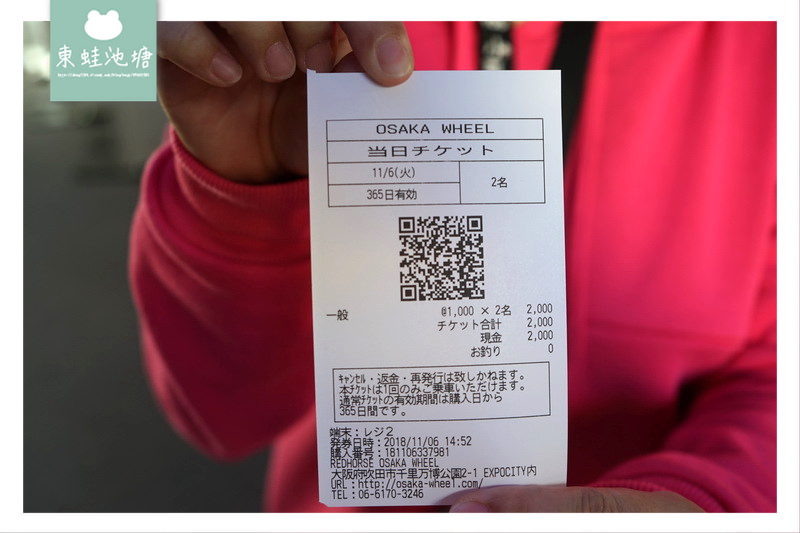 東蛙池塘
OSAKA WHEEL
当日チケット
11/6(火)
2名
365日有効
一般 @1,000 × 2名 2,000
チケット合計 2,000
現金 2,000
お釣り 0
ｷｬﾝｾﾙ・返金・再発行は致しかねます。
本ﾁｹｯﾄは1回のみご乗車いただけます。
通常ﾁｹｯﾄの有効期間は購入日から
365日間です。
端末：レジ2
発券日時：2018/11/06 14:52
購入番号：181106337981
REDHORSE OSAKA WHEEL
大阪府吹田市千里万博公園2-1 EXPOCITY内
URL：http://osaka-wheel.com/
TEL：06-6170-3246